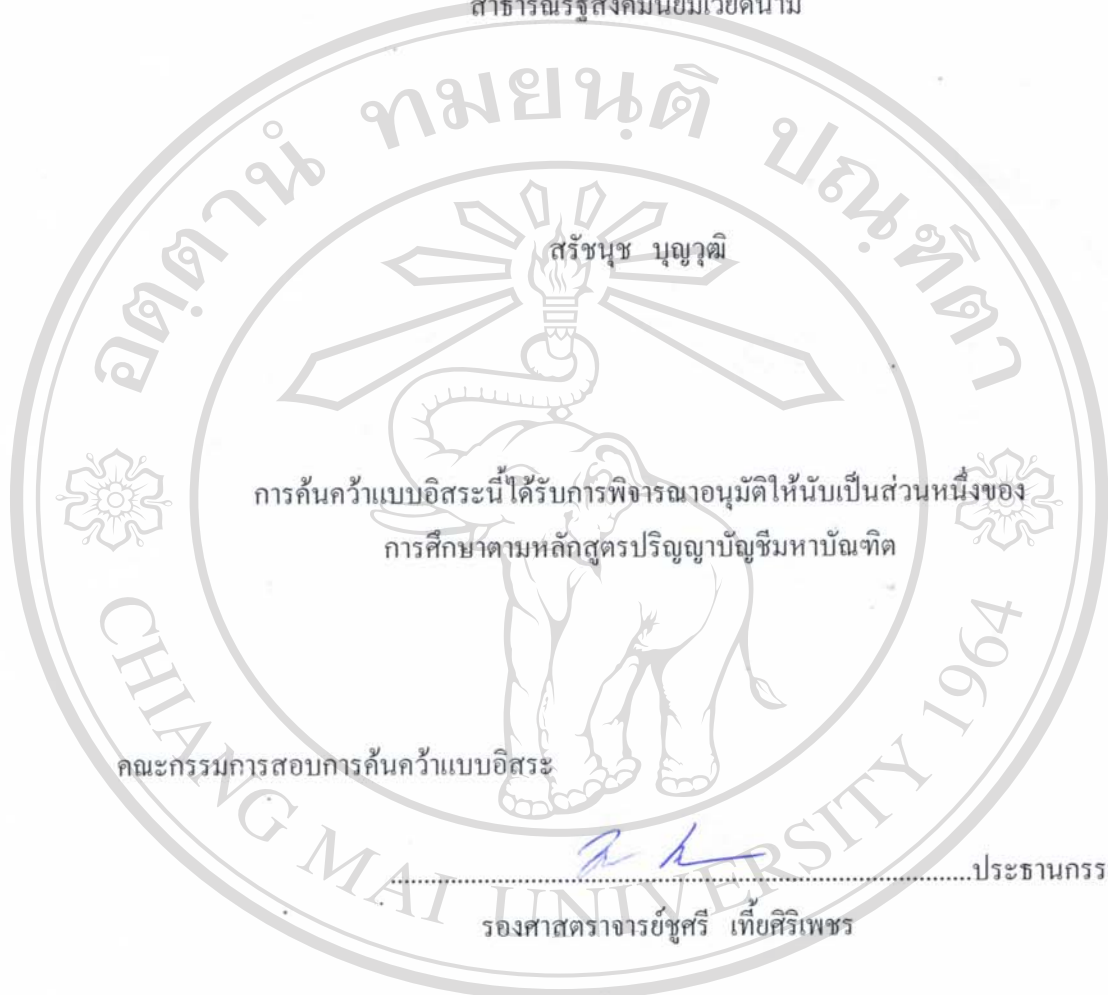 สาธารณรัฐสังคมนิยมเวียดนาม
อตฺตานํ ทมยนฺติ ปณฺฑิตา
สรัชนุช บุญวุฒิ
การค้นคว้าแบบอิสระนี้ได้รับการพิจารณาอนุมัติให้นับเป็นส่วนหนึ่งของ
การศึกษาตามหลักสูตรปริญญาบัญชีมหาบัณฑิต
คณะกรรมการสอบการค้นคว้าแบบอิสระ
ประธานกรร
รองศาสตราจารย์ชูศรี เที้ยศิริเพชร
CHIANG MAI UNIVERSITY 1964